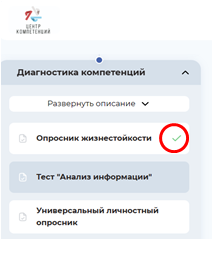 ЦЕНТР
КОМПЕТЕНЦИЙ
Диагностика компетенций
Развернуть описание
Опросник жизнестойкости
Тест "Анализ информации"
Универсальный личностный
опросник